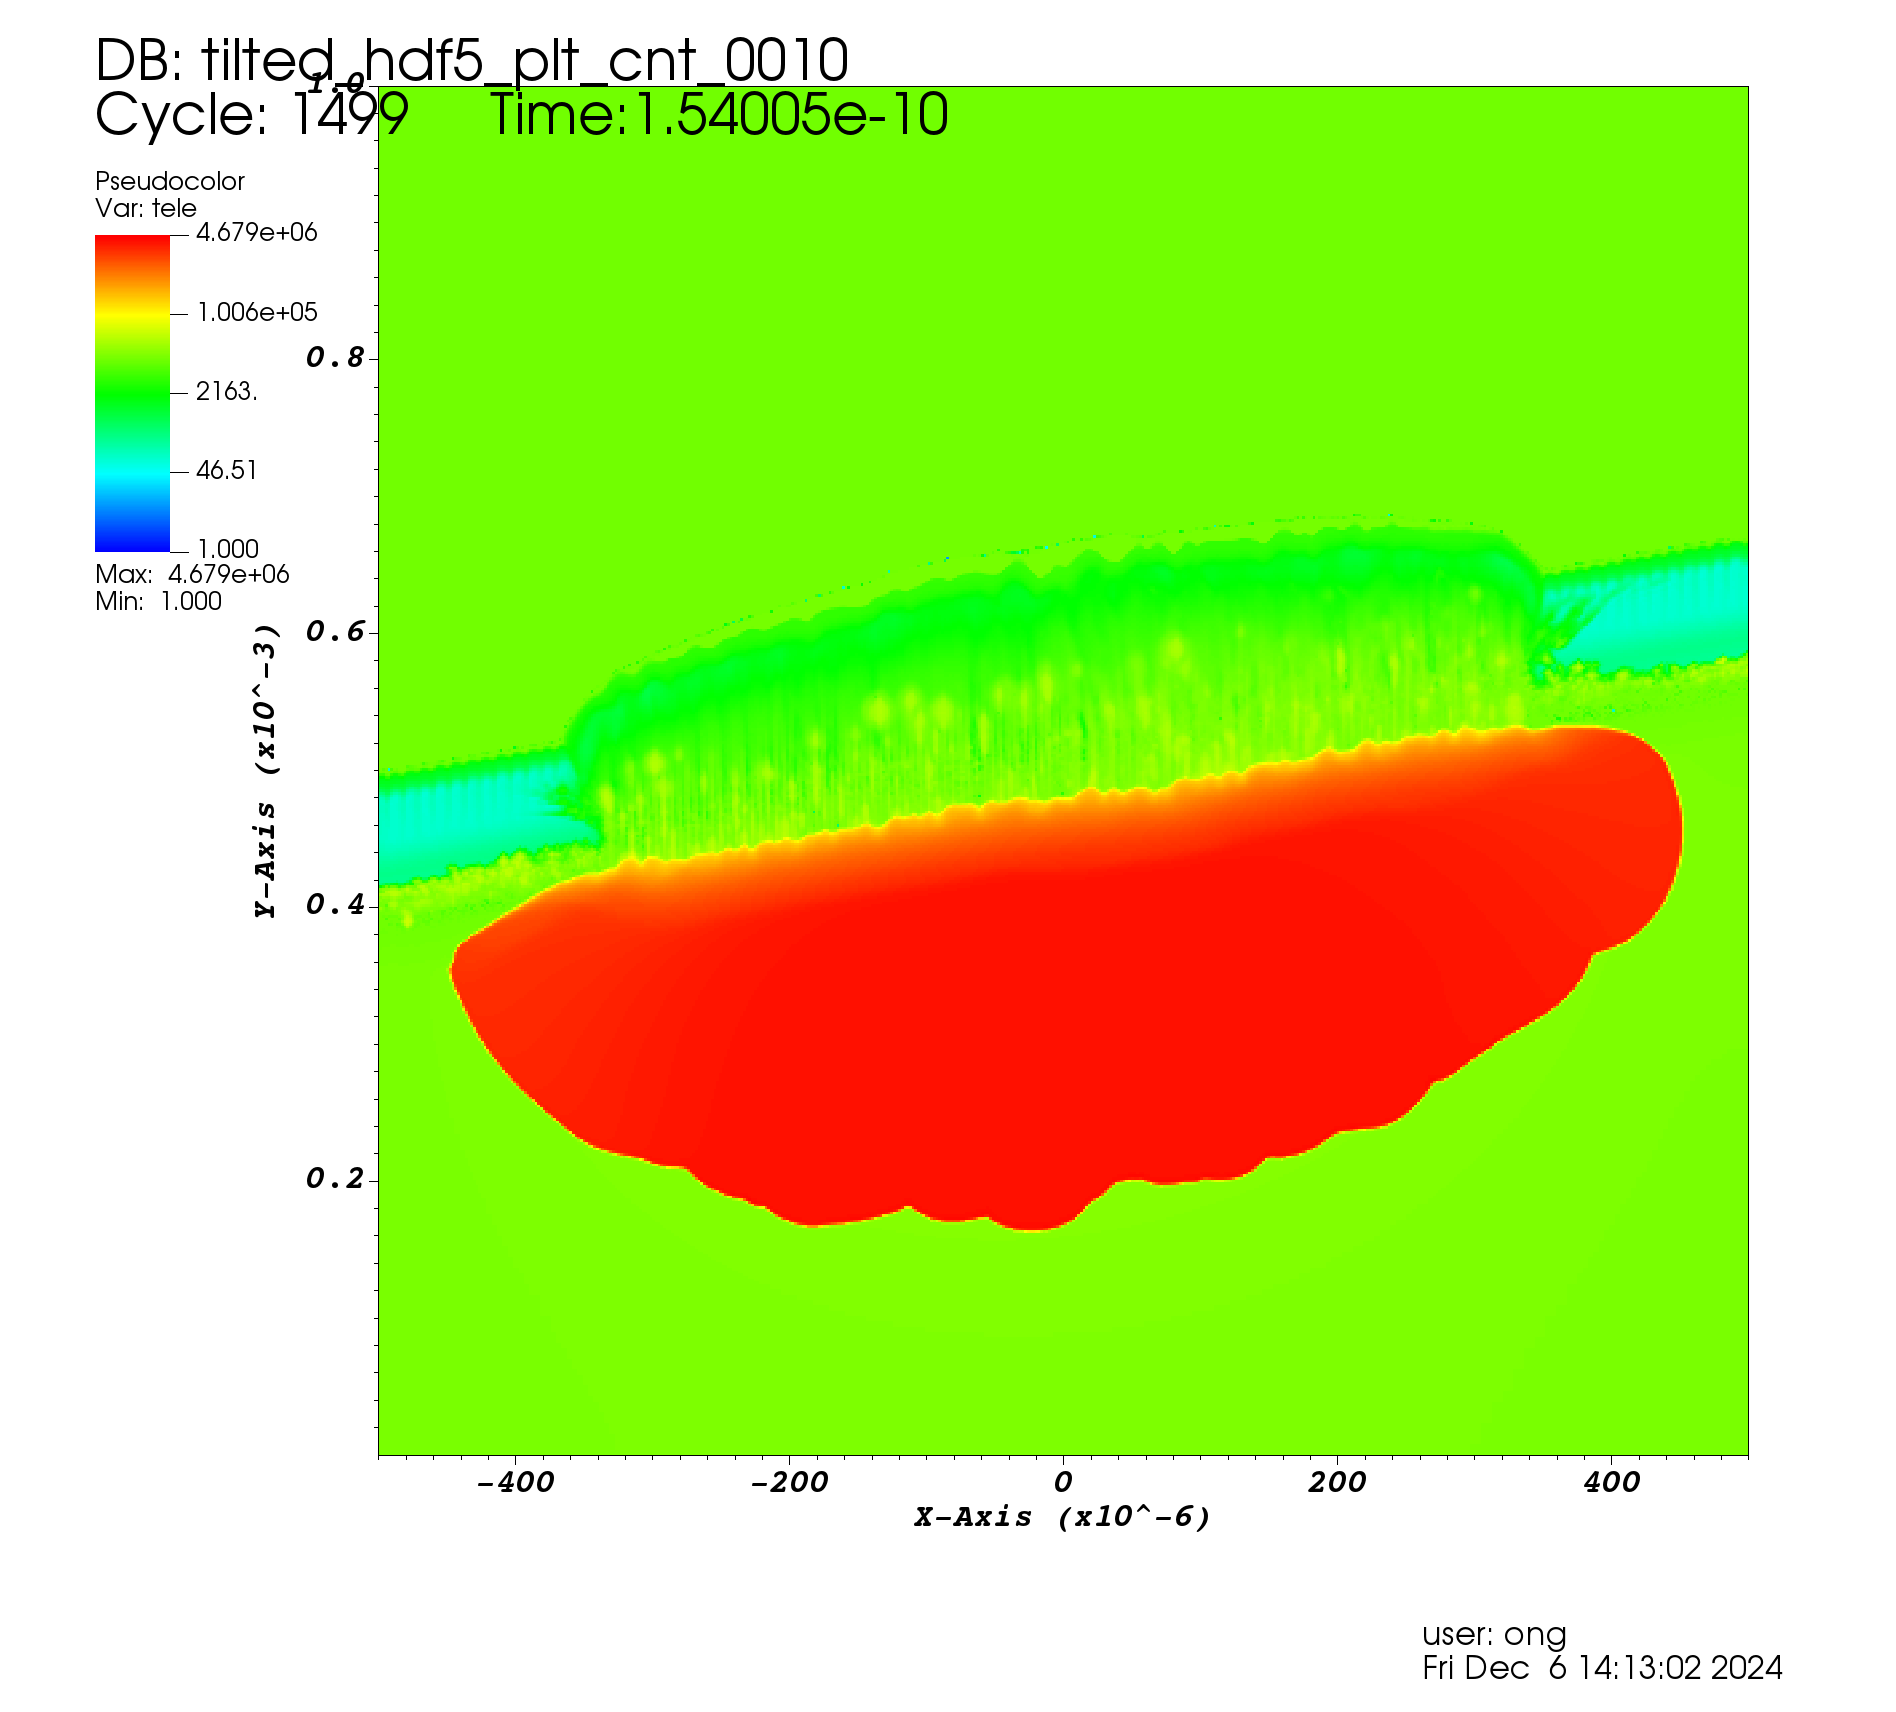 DB: tilted_hdf5_plt_cnt_0010
Cycle: 1499 Time:1.54005e-10
Pseudocolor
Var: tele
4.679e+06
1.006e+05
2163.
46.51
1.000
Max: 4.679e+06
Min: 1.000
1.0
0.8
0.6
0.4
0.2
Y-Axis (x10^-3)
-400 -200 0 200 400
X-Axis (x10^-6)
user: ong
Fri Dec 6 14:13:02 2024